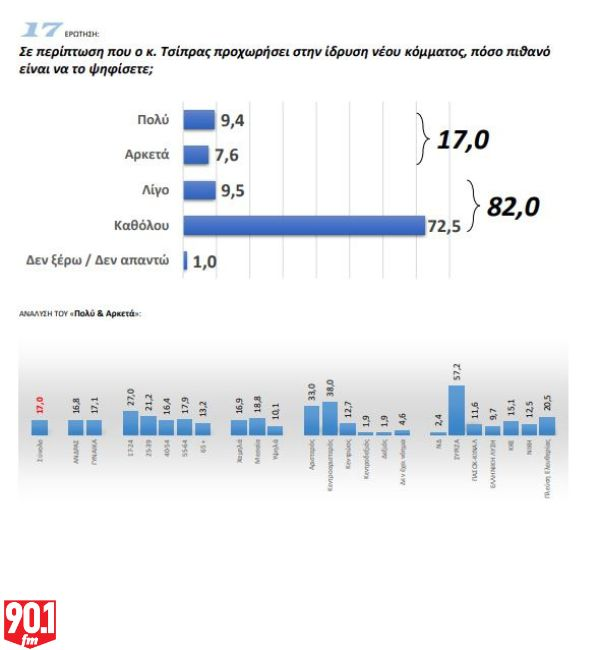 17 ΕΡΩΤΗΣΗ:
Σε περίπτωση που ο κ. Τσίπρας προχωρήσει στην ίδρυση νέου κόμματος, πόσο πιθανό
είναι να το ψηφίσετε;
Πολύ 9,4
Αρκετά 7,6
17,0
Λίγο 9,5
Καθόλου 72,5
82,0
Δεν ξέρω / Δεν απαντώ 1,0
ΑΝΑΛΥΣΗ ΤΟΥ «Πολύ & Αρκετά»:
17,0 16,8 17,1 27,0 21,2 16,4 17,9 13,2 16,9 18,8 10,1 33,0 38,0 12,7 1,9 1,9 4,6 2,4 57,2 11,6 9,7 15,1 12,5 20,5
Σύνολο ΑΝΔΡΑΣ ΓΥΝΑΙΚΑ 17-24 25-39 40-54 55-64 65 + Χαμηλά Μεσαία Υψηλά Αριστερός Κεντροαριστερός Κεντρώος Κεντροδεξιός Δεξιός Δεν έχει νόημα ΝΔ ΣΥΡΙΖΑ ΠΑΣΟΚ-ΚΙΝΑΛ ΕΛΛΗΝΙΚΗ ΛΥΣΗ ΚΚΕ ΝΙΚΗ Πλεύση Ελευθερίας
90.1
fm